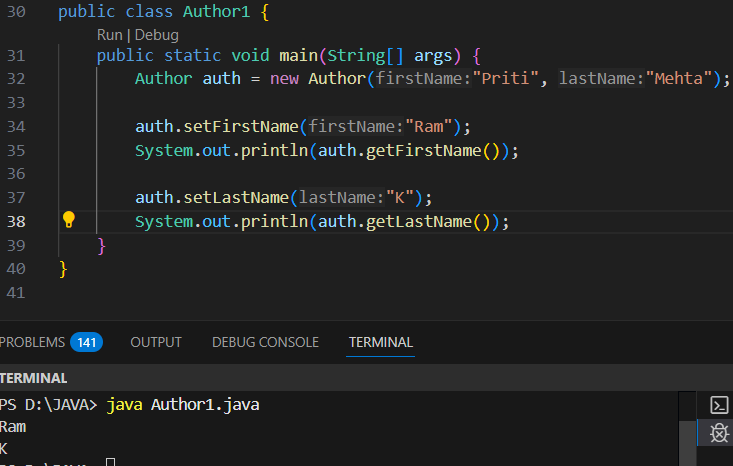 30 public class Author1 {
Run | Debug
31 public static void main(String[] args) {
32 Author auth = new Author(firstName:"Priti", lastName:"Mehta");
33
34 auth.setFirstName(firstName:"Ram");
35 System.out.println(auth.getFirstName());
36
37 auth.setLastName(lastName:"K");
38 System.out.println(auth.getLastName());
39 }
40 }
41
PROBLEMS 141 OUTPUT DEBUG CONSOLE TERMINAL
TERMINAL
PS D:\JAVA> java Author1.java
Ram
K